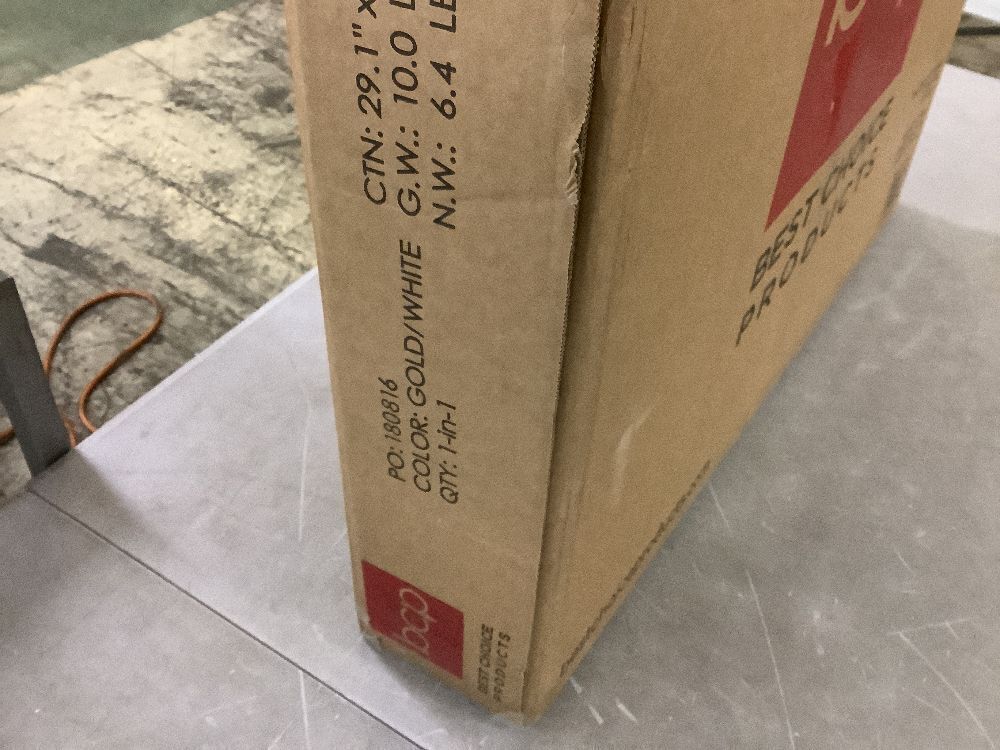 CTN: 29.1" x
G.W.: 10.0 L
N.W.: 6.4 LB
PO: 180816
COLOR: GOLD/WHITE
QTY: 1-in-1
bcp
BEST CHOICE
PRODUCTS
BEST CHOICE
PRODUCTS